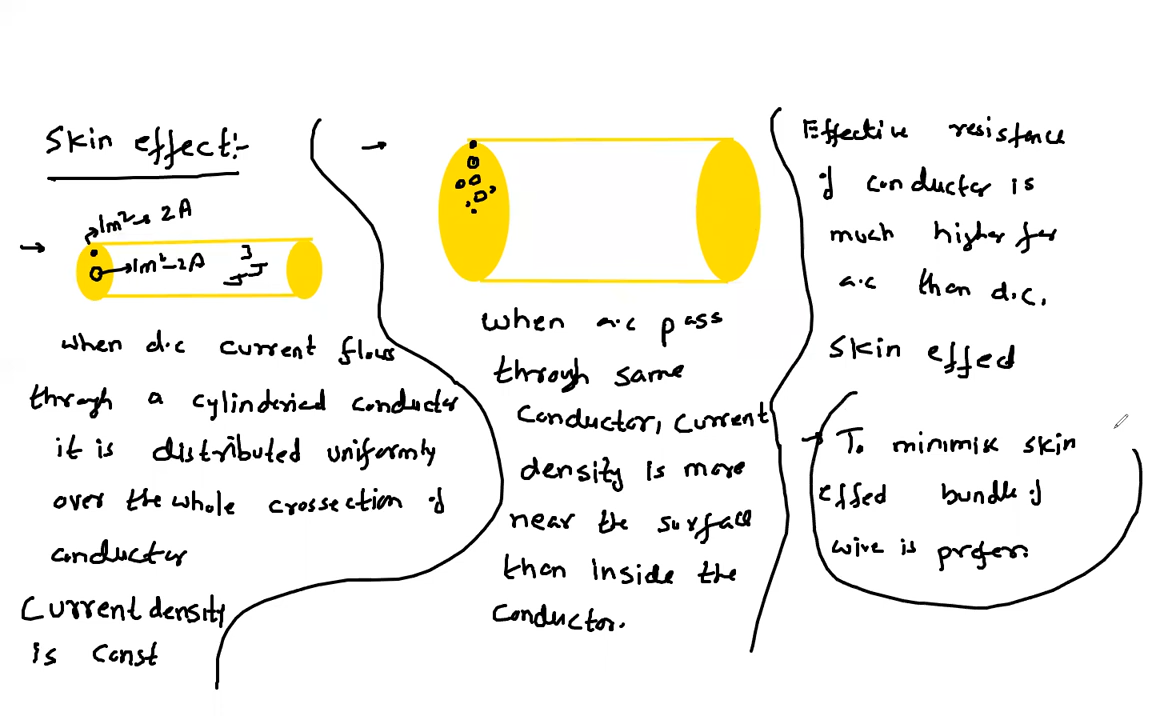 Skin effect:-
→ 1m² → 2A
→ 1m² - 2A J J J
when d.c current flows
through a cylinderical conductor
it is distributed uniformly
over the whole crossection of
conductor
Current density
is const
→
when a.c pass
through same
conductor, current
density is more
near the surface
than inside the
conductor.
Effective resistance
of conductor is
much higher for
a.c than d.c.
Skin effect
→ To minimise skin
effect bundle of
wire is prefer.